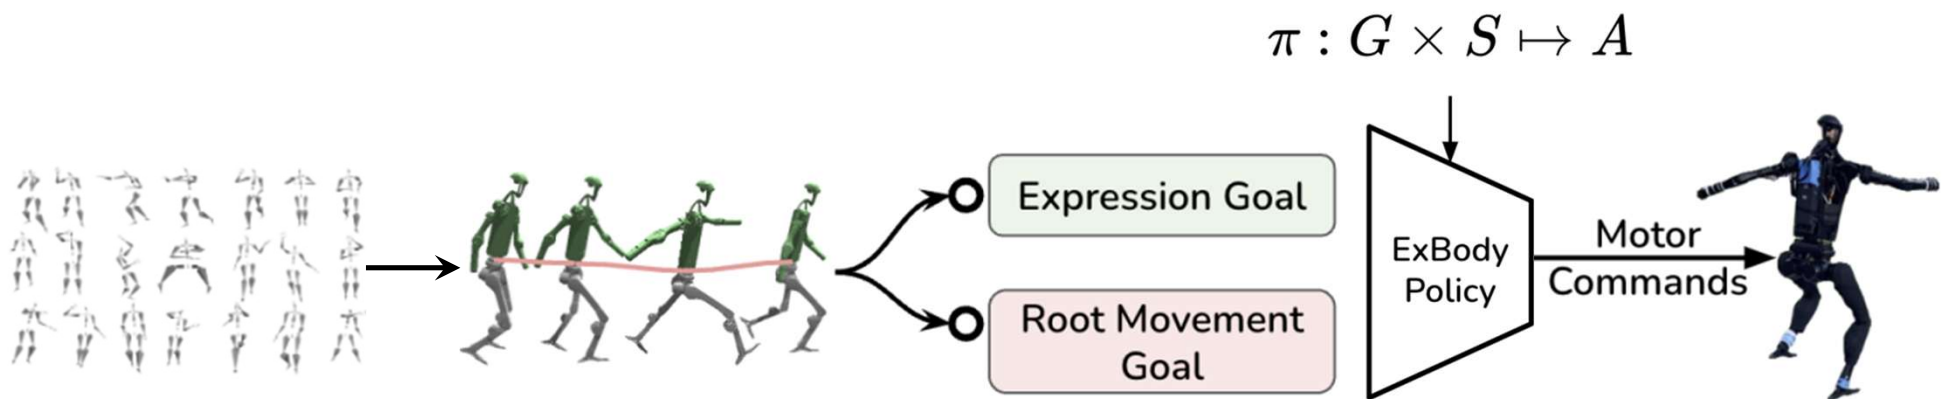 π : G × S ↦ A
Expression Goal
Root Movement
Goal
ExBody
Policy
Motor
Commands